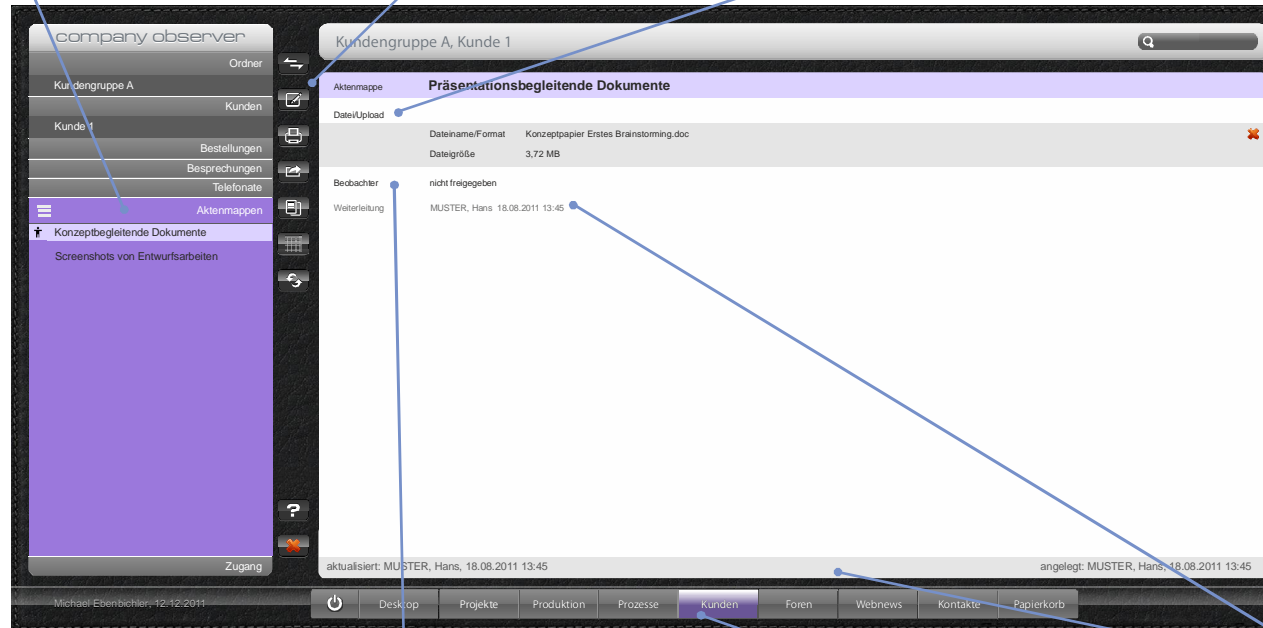 company observer
Ordner
Kundengruppe A
Kunden
Kunde 1
Bestellungen
Besprechungen
Telefonate
Aktenmappen
Konzeptbegleitende Dokumente
Screenshots von Entwurfsarbeiten
Zugang
Michael Ebenbichler, 12.12.2011
?
Kundengruppe A, Kunde 1
Aktenmappe Präsentationsbegleitende Dokumente
Datei/Upload
Dateiname/Format Konzeptpapier Erstes Brainstorming.doc
Dateigröße 3,72 MB
Beobachter nicht freigegeben
Weiterleitung MUSTER, Hans 18.08.2011 13:45
aktualisiert: MUSTER, Hans, 18.08.2011 13:45 angelegt: MUSTER, Hans, 18.08.2011 13:45
Desktop Projekte Produktion Prozesse Kunden Foren Webnews Kontakte Papierkorb